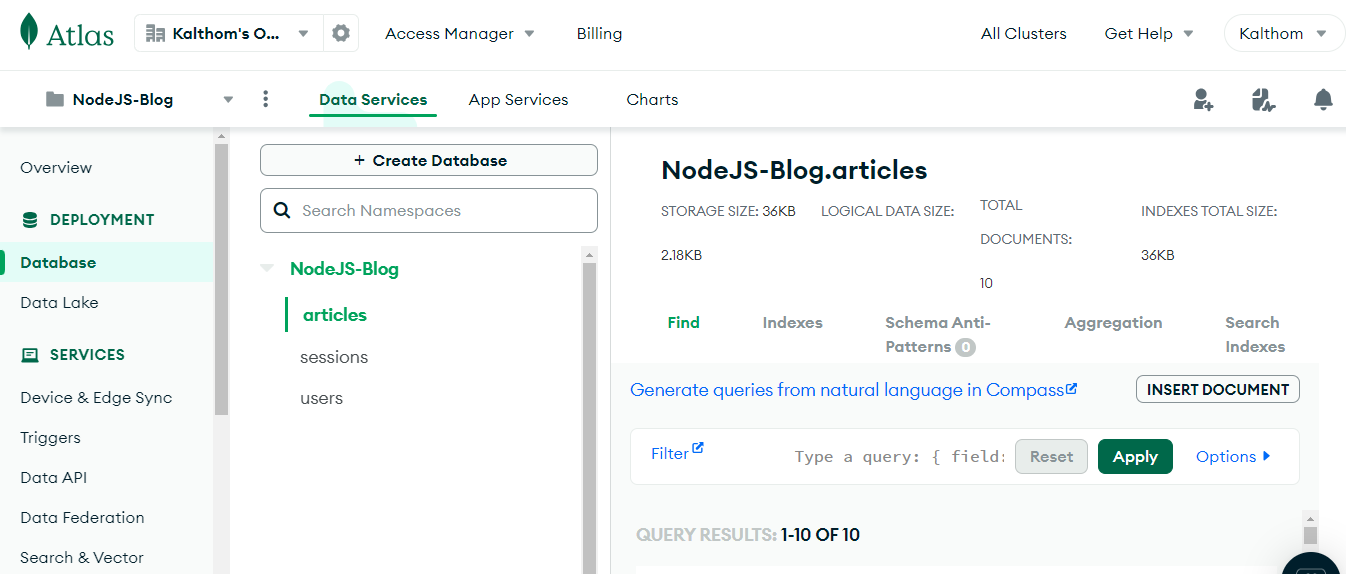 Atlas
Kalthom's O...
Access Manager
Billing
All Clusters
Get Help
Kalthom
NodeJS-Blog
Data Services
App Services
Charts
Overview
DEPLOYMENT
Database
Data Lake
SERVICES
Device & Edge Sync
Triggers
Data API
Data Federation
Search & Vector
+ Create Database
Search Namespaces
NodeJS-Blog
articles
sessions
users
NodeJS-Blog.articles
STORAGE SIZE: 36KB
LOGICAL DATA SIZE:
2.18KB
TOTAL
DOCUMENTS:
10
INDEXES TOTAL SIZE:
36KB
Find
Indexes
Schema Anti-
Patterns 0
Aggregation
Search
Indexes
Generate queries from natural language in Compass
INSERT DOCUMENT
Filter
Type a query: { field:
Reset
Apply
Options
QUERY RESULTS: 1-10 OF 10